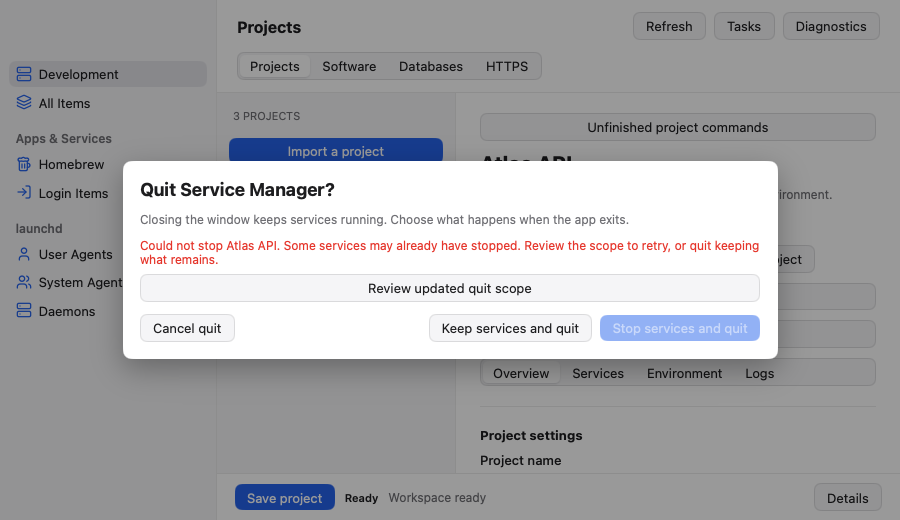 Projects
Refresh
Tasks
Diagnostics
Projects
Software
Databases
HTTPS
Development
All Items
Apps & Services
Homebrew
Login Items
launchd
User Agents
System Agent
Daemons
3 PROJECTS
Import a project
Unfinished project commands
Quit Service Manager?
Closing the window keeps services running. Choose what happens when the app exits.
Could not stop Atlas API. Some services may already have stopped. Review the scope to retry, or quit keeping
what remains.
Review updated quit scope
Cancel quit
Keep services and quit
Stop services and quit
Overview
Services
Environment
Logs
Project settings
Project name
Save project
Ready
Workspace ready
Details